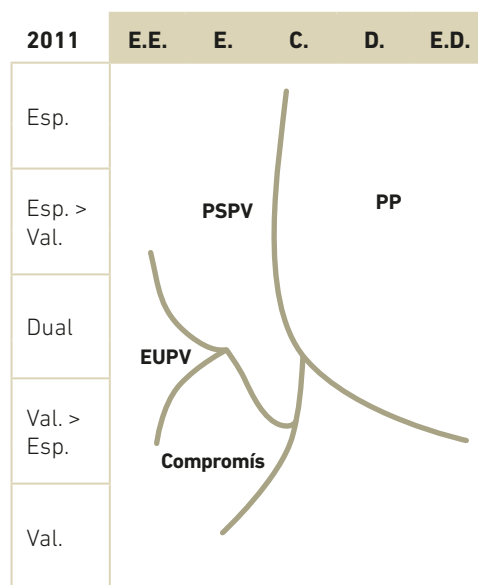 2011 E.E. E. C. D. E.D.
Esp.
PP
PSPV
Esp. >
Val.
Dual
EUPV
Val. >
Esp.
Compromís
Val.